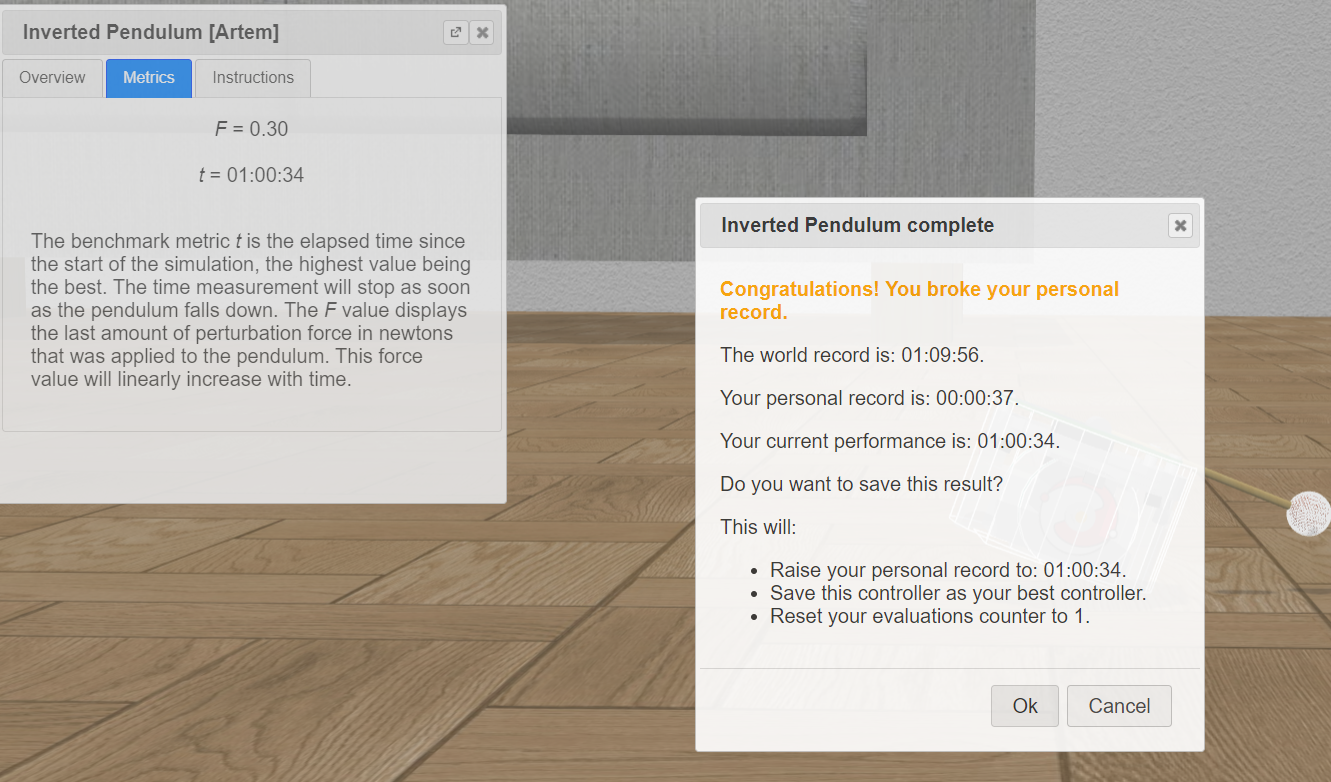 Inverted Pendulum [Artem]
Overview
Metrics
Instructions
F = 0.30
t = 01:00:34
The benchmark metric t is the elapsed time since
the start of the simulation, the highest value being
the best. The time measurement will stop as soon
as the pendulum falls down. The F value displays
the last amount of perturbation force in newtons
that was applied to the pendulum. This force
value will linearly increase with time.
Inverted Pendulum complete
Congratulations! You broke your personal
record.
The world record is: 01:09:56.
Your personal record is: 00:00:37.
Your current performance is: 01:00:34.
Do you want to save this result?
This will:
• Raise your personal record to: 01:00:34.
• Save this controller as your best controller.
• Reset your evaluations counter to 1.
Ok
Cancel